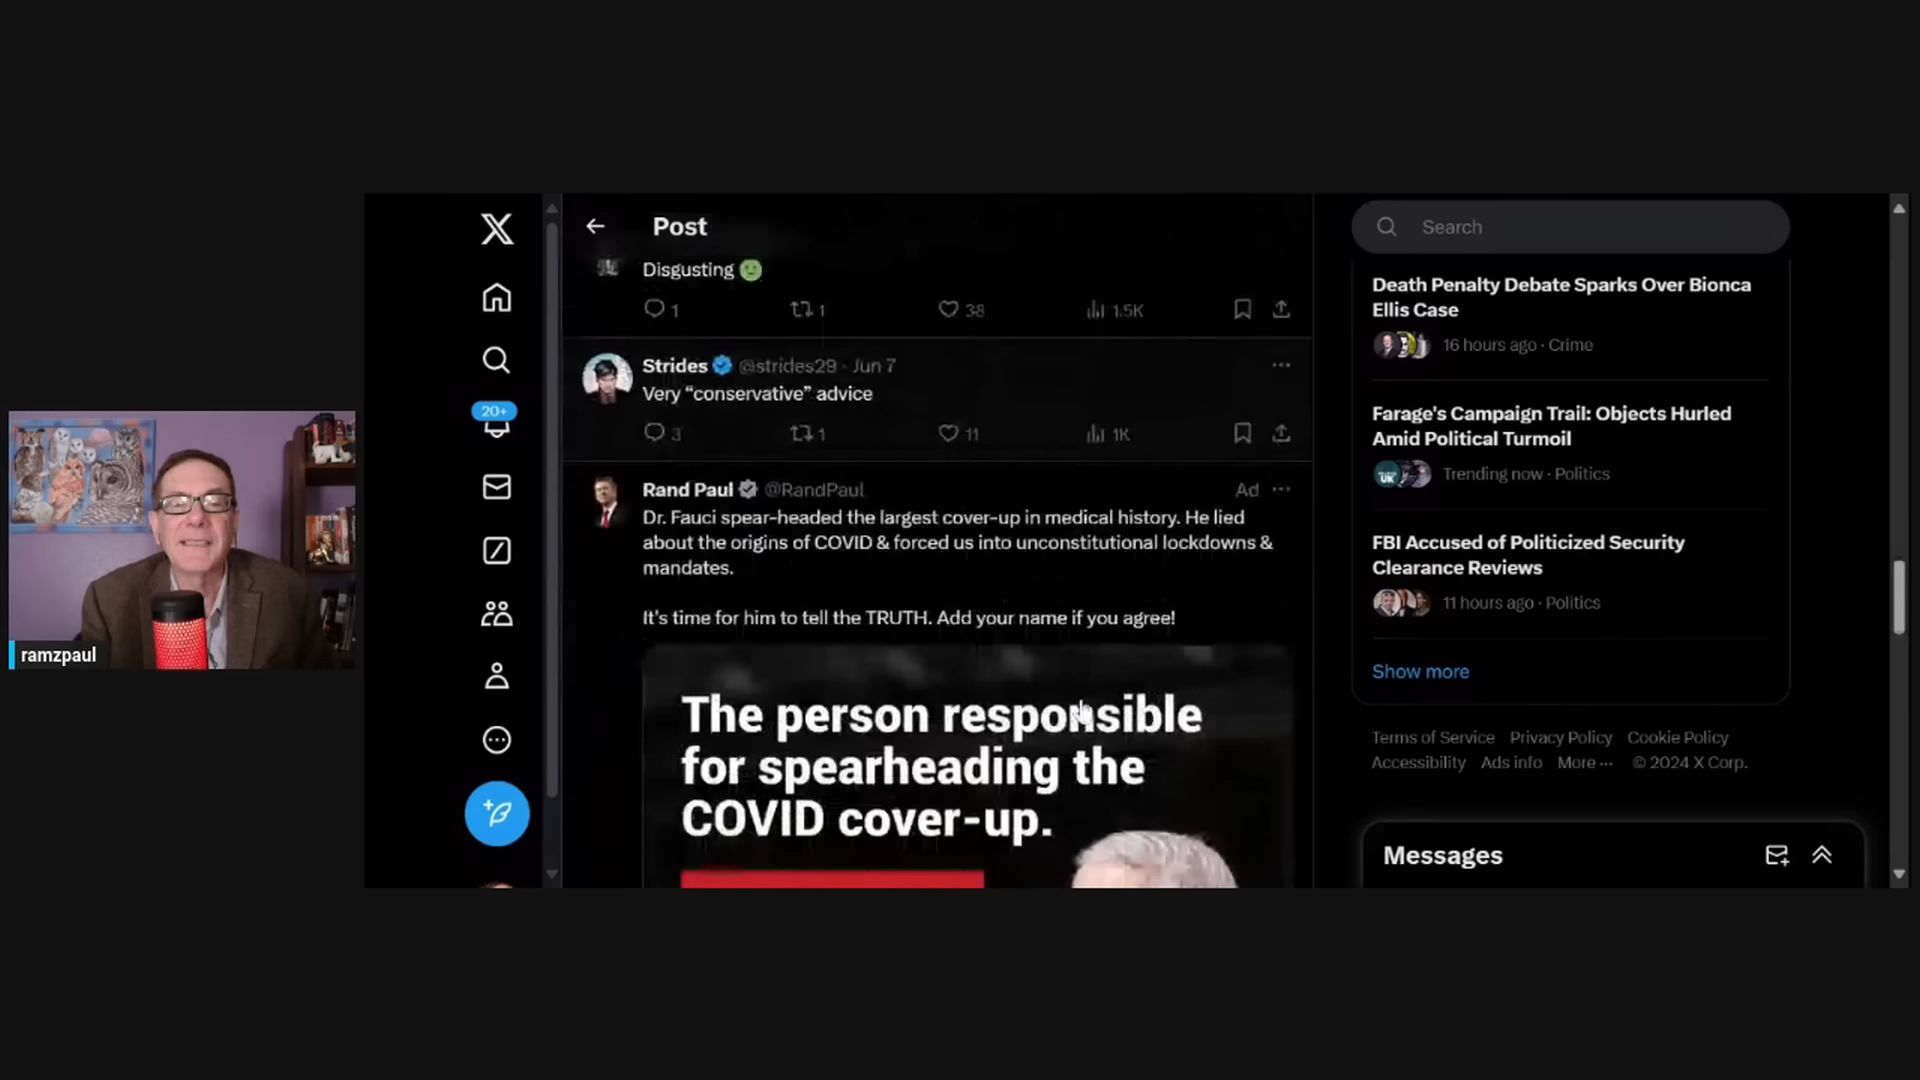 Post
Disgusting 🤢
1
1
38
1.5K
Strides @strides29 · Jun 7
Very “conservative” advice
3
1
11
1K
Rand Paul @RandPaul
Ad
Dr. Fauci spear-headed the largest cover-up in medical history. He lied
about the origins of COVID & forced us into unconstitutional lockdowns &
mandates.
It's time for him to tell the TRUTH. Add your name if you agree!
The person responsible
for spearheading the
COVID cover-up.
20+
ramzpaul
Search
Death Penalty Debate Sparks Over Bionca
Ellis Case
16 hours ago · Crime
Farage's Campaign Trail: Objects Hurled
Amid Political Turmoil
UK
Trending now · Politics
FBI Accused of Politicized Security
Clearance Reviews
11 hours ago · Politics
Show more
Terms of Service Privacy Policy Cookie Policy
Accessibility Ads info More ··· © 2024 X Corp.
Messages